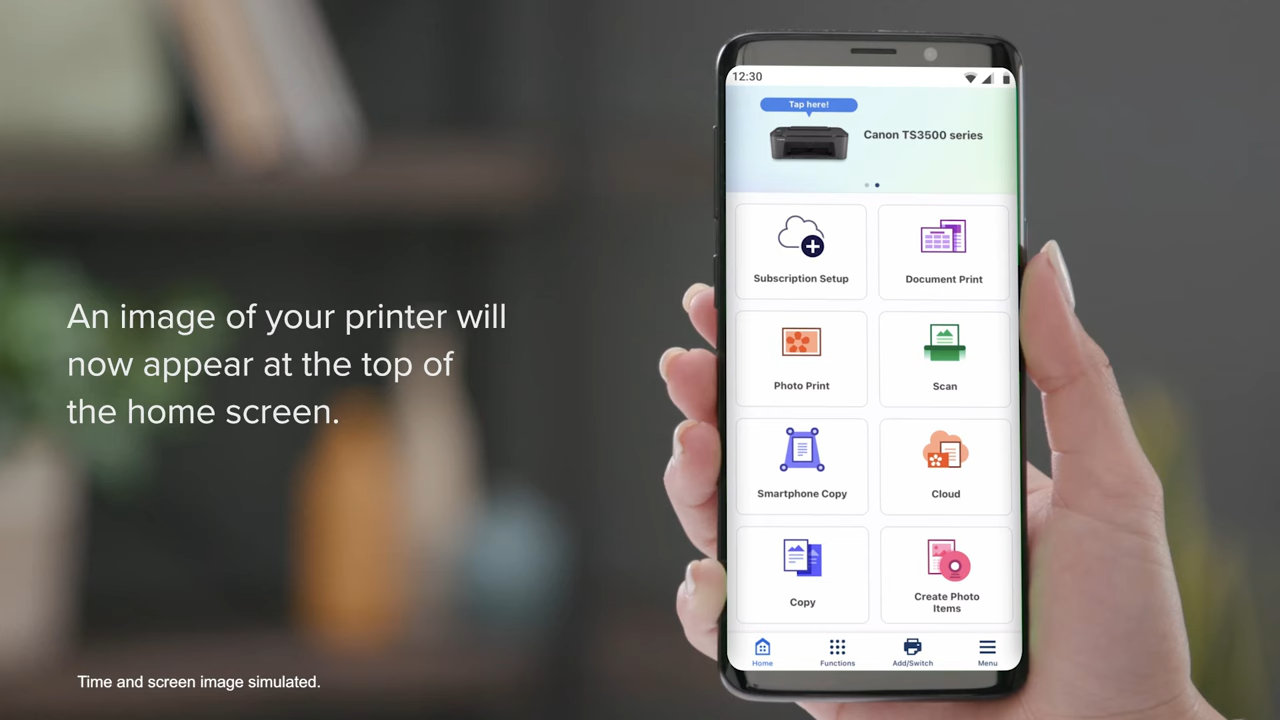 An image of your printer will
now appear at the top of
the home screen.
Time and screen image simulated.
12:30
Tap here!
Canon TS3500 series
Subscription Setup
Document Print
Photo Print
Scan
Smartphone Copy
Cloud
Copy
Create Photo
Items
Home
Functions
Add/Switch
Menu